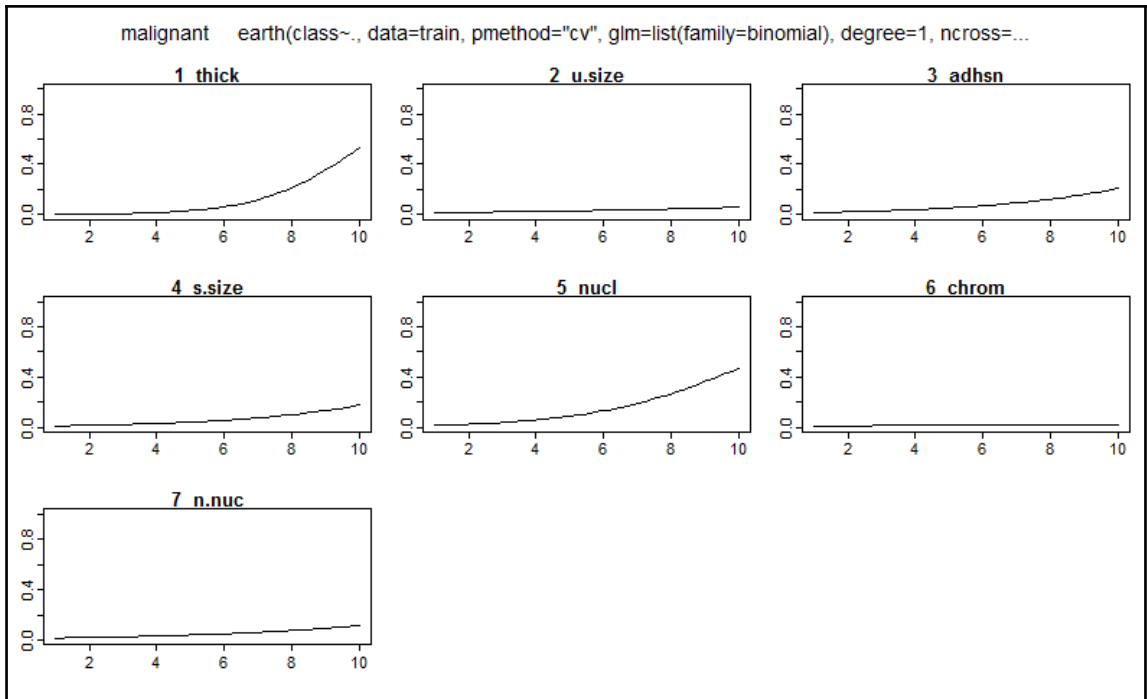 malignant earth(class~., data=train, pmethod="cv", glm=list(family=binomial), degree=1, ncross=...
1 thick
0.8
0.4
0.0
2 4 6 8 10
2 u.size
0.8
0.4
0.0
2 4 6 8 10
3 adhsn
0.8
0.4
0.0
2 4 6 8 10
4 s.size
0.8
0.4
0.0
2 4 6 8 10
5 nucl
0.8
0.4
0.0
2 4 6 8 10
6 chrom
0.8
0.4
0.0
2 4 6 8 10
7 n.nuc
0.8
0.4
0.0
2 4 6 8 10